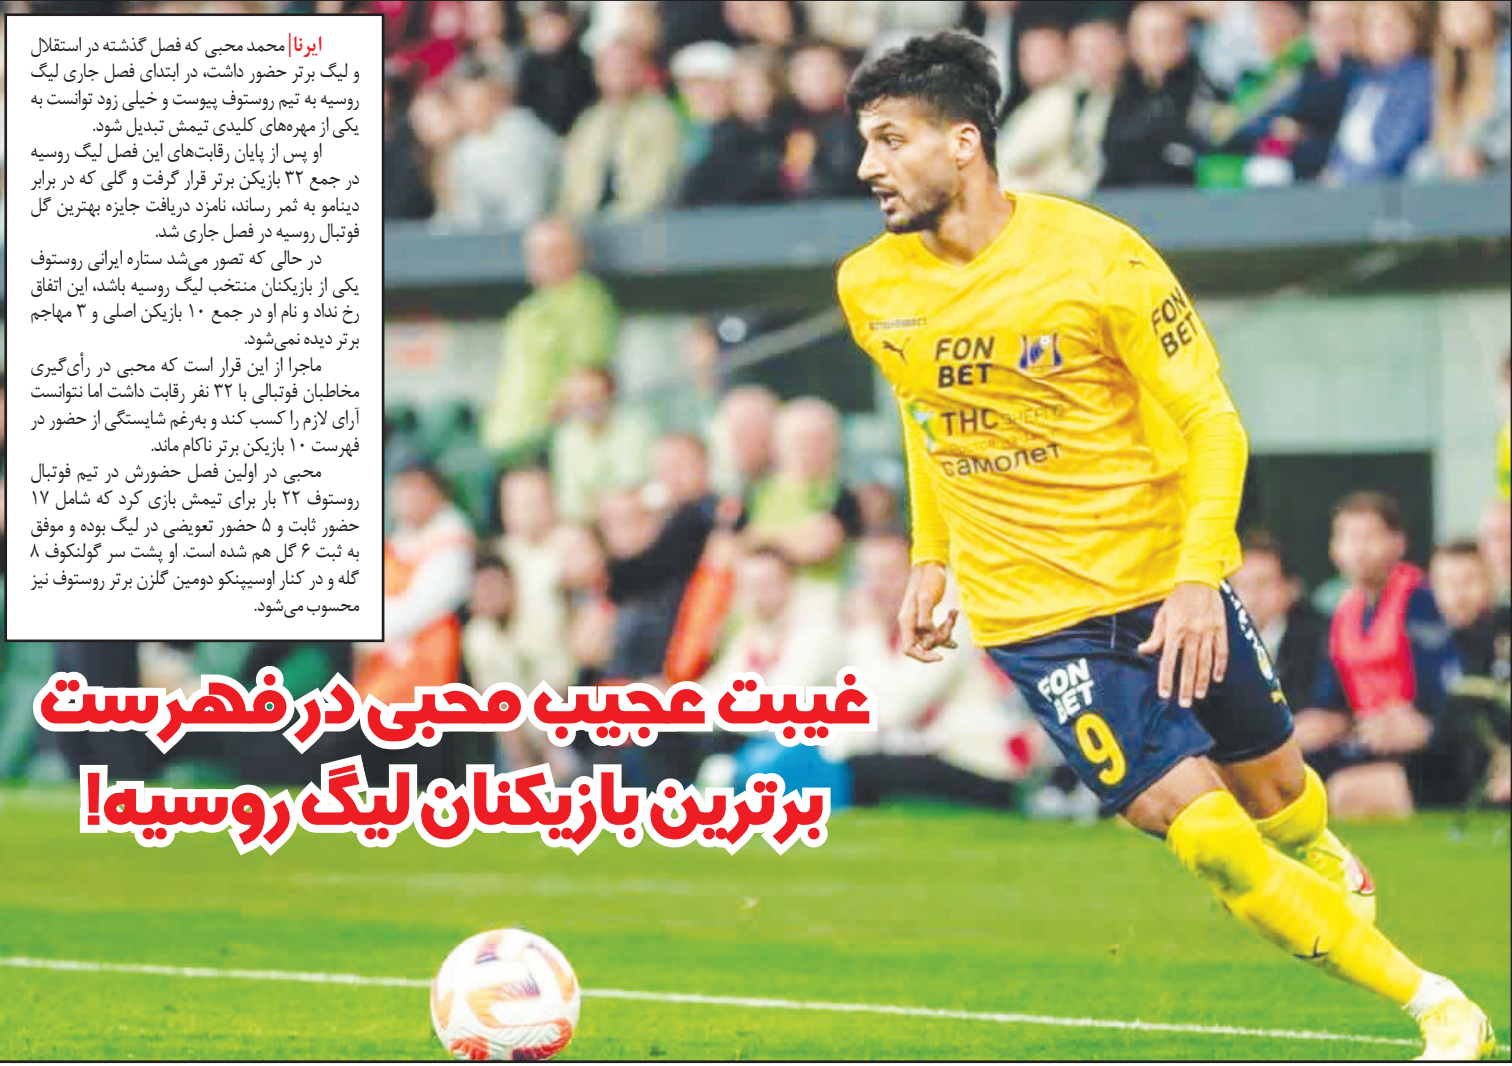 ایرنا| محمد محبی که فصل گذشته در استقلال
و لیگ برتر حضور داشت، در ابتدای فصل جاری لیگ
روسیه به تیم روستوف پیوست و خیلی زود توانست به
یکی از مهره‌های کلیدی تیمش تبدیل شود.
او پس از پایان رقابت‌های این فصل لیگ روسیه
در جمع ۳۲ بازیکن برتر قرار گرفت و گلی که در برابر
دینامو به ثمر رساند، نامزد دریافت جایزه بهترین گل
فوتبال روسیه در فصل جاری شد.
در حالی که تصور می‌شد ستاره ایرانی روستوف
یکی از بازیکنان منتخب لیگ روسیه باشد، این اتفاق
رخ نداد و نام او در جمع ۱۰ بازیکن اصلی و ۳ مهاجم
برتر دیده نمی‌شود.
ماجرا از این قرار است که محبی در رأی‌گیری
مخاطبان فوتبالی با ۳۲ نفر رقابت داشت اما نتوانست
آرای لازم را کسب کند و به‌رغم شایستگی از حضور در
فهرست ۱۰ بازیکن برتر ناکام ماند.
محبی در اولین فصل حضورش در تیم فوتبال
روستوف ۲۲ بار برای تیمش بازی کرد که شامل ۱۷
حضور ثابت و ۵ حضور تعویضی در لیگ بوده و موفق
به ثبت ۶ گل هم شده است. او پشت سر گولنکوف ۸
گله و در کنار اوسیپنکو دومین گلزن برتر روستوف نیز
محسوب می‌شود.
غیبت عجیب محبی در فهرست
برترین بازیکنان لیگ روسیه!
FON
BET
FON
BET
ТНС ЭНЕРГО
самолет
FON
BET
9